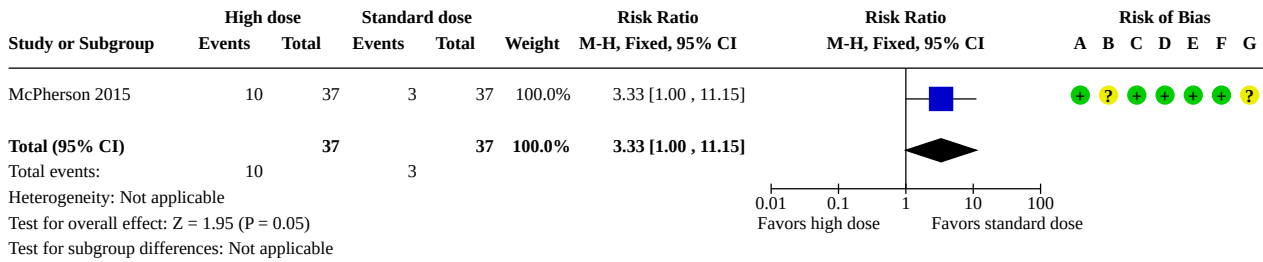 High dose Standard dose Risk Ratio Risk Ratio Risk of Bias
Study or Subgroup Events Total Events Total Weight M-H, Fixed, 95% CI M-H, Fixed, 95% CI A B C D E F G
McPherson 2015 10 37 3 37 100.0% 3.33 [1.00 , 11.15] + ? + + + + ?
Total (95% CI) 37 37 100.0% 3.33 [1.00 , 11.15]
Total events: 10 3
Heterogeneity: Not applicable 0.01 0.1 1 10 100
Test for overall effect: Z = 1.95 (P = 0.05) Favors high dose Favors standard dose
Test for subgroup differences: Not applicable